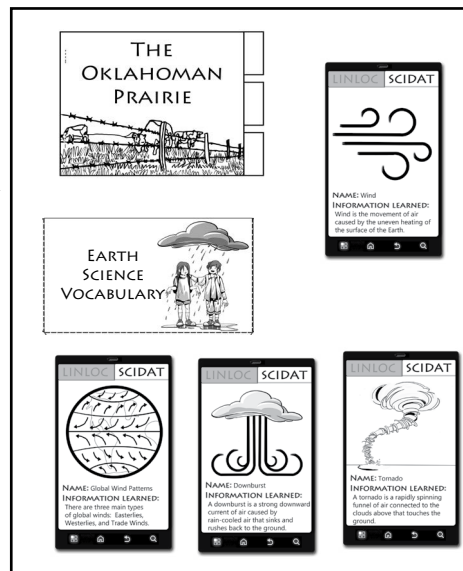 THE
OKLAHOMAN
PRAIRIE
LINLOC SCIDAT
NAME: Wind
INFORMATION LEARNED:
Wind is the movement of air
caused by the uneven heating of
the surface of the Earth.
EARTH
SCIENCE
VOCABULARY
LINLOC SCIDAT
NAME: Global Wind Patterns
INFORMATION LEARNED:
There are three main types
of global winds: Easterlies,
Westerlies, and Trade Winds.
LINLOC SCIDAT
NAME: Downburst
INFORMATION LEARNED:
A downburst is a strong downward
current of air caused by
rain-cooled air that sinks and
rushes back to the ground.
LINLOC SCIDAT
NAME: Tornado
INFORMATION LEARNED:
A tornado is a rapidly spinning
funnel of air connected to the
clouds above that touches the
ground.